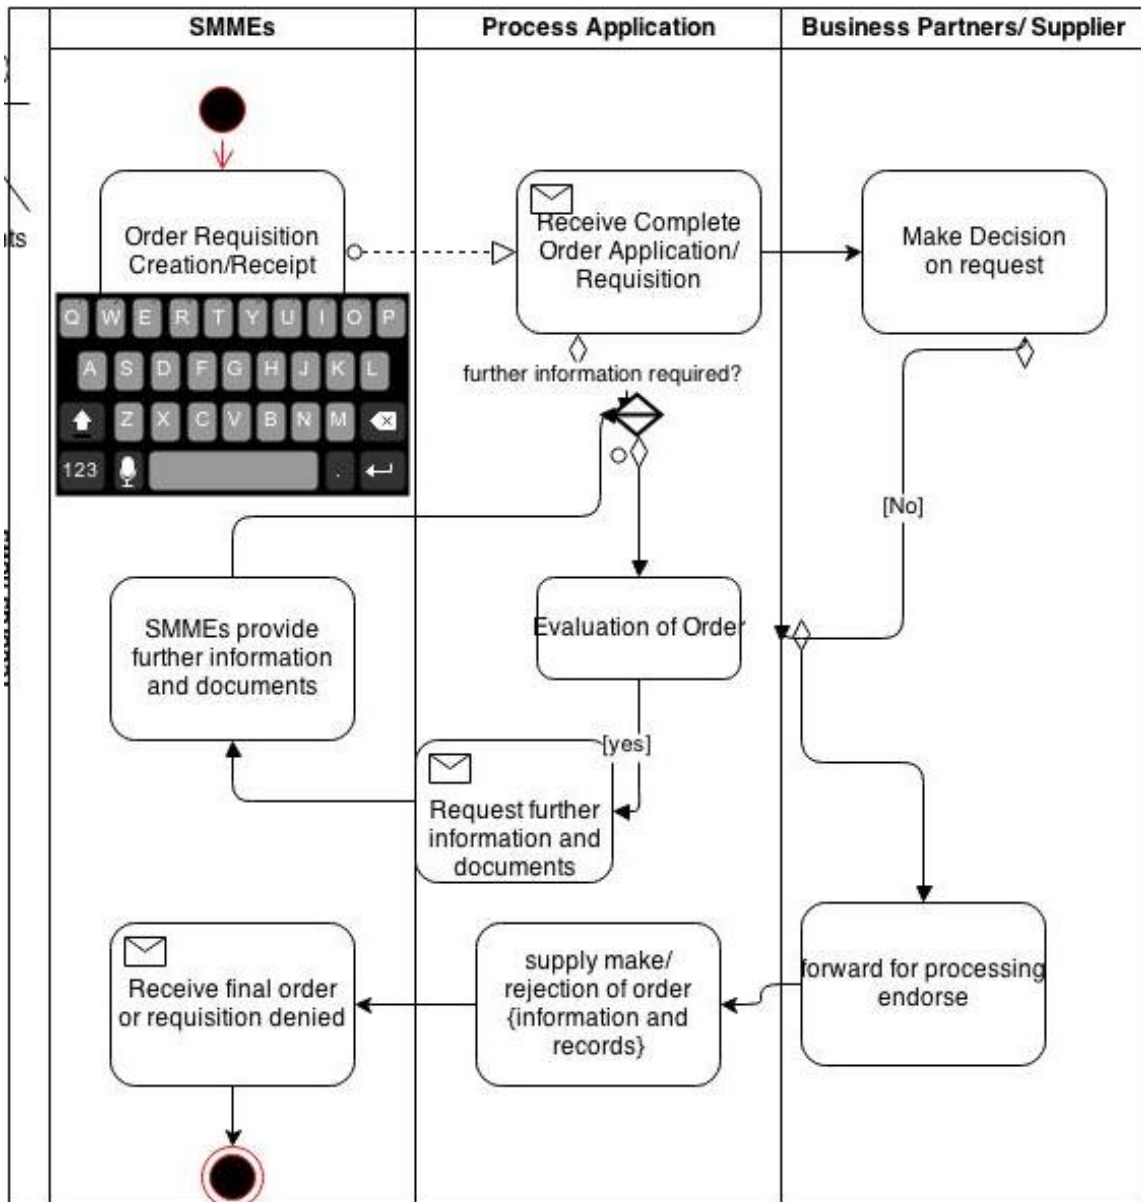 SMMEs
Process Application
Business Partners/ Supplier
Order Requisition
Creation/Receipt
Receive Complete
Order Application/
Requisition
Make Decision
on request
Q W E R T Y U I O P
A S D F G H J K L
Z X C V B N M
123 .
further information required?
[No]
SMMEs provide
further information
and documents
Evaluation of Order
[yes]
Request further
information and
documents
Receive final order
or requisition denied
supply make/
rejection of order
{information and
records}
forward for processing
endorse